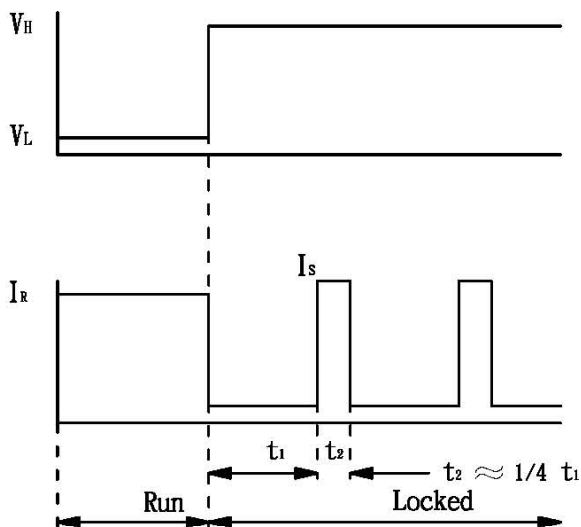 VH
VL
IS
IR
t1 t2
t2 ≈ 1/4 t1
Run Locked